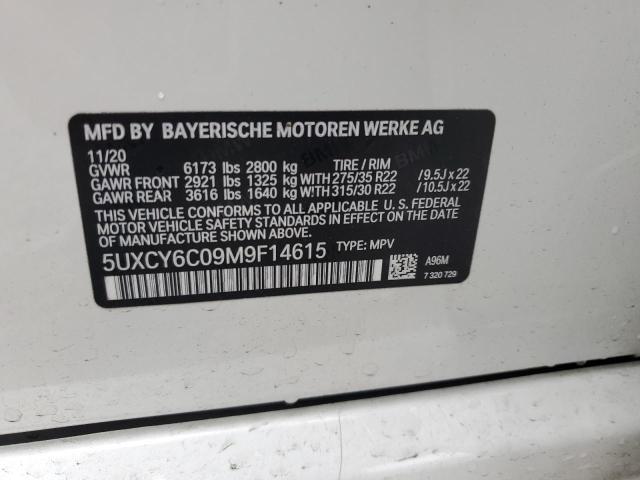 MFD BY BAYERISCHE MOTOREN WERKE AG
11/20
GVWR 6173 lbs 2800 kg TIRE / RIM
GAWR FRONT 2921 lbs 1325 kg WITH 275/35 R22 / 9.5J x 22
GAWR REAR 3616 lbs 1640 kg WITH 315/30 R22 / 10.5J x 22
THIS VEHICLE CONFORMS TO ALL APPLICABLE U. S. FEDERAL
MOTOR VEHICLE SAFETY STANDARDS IN EFFECT ON THE
DATE OF MANUFACTURE SHOWN ABOVE.
5UXCY6C09M9F14615 TYPE: MPV
A96M
7 320 729